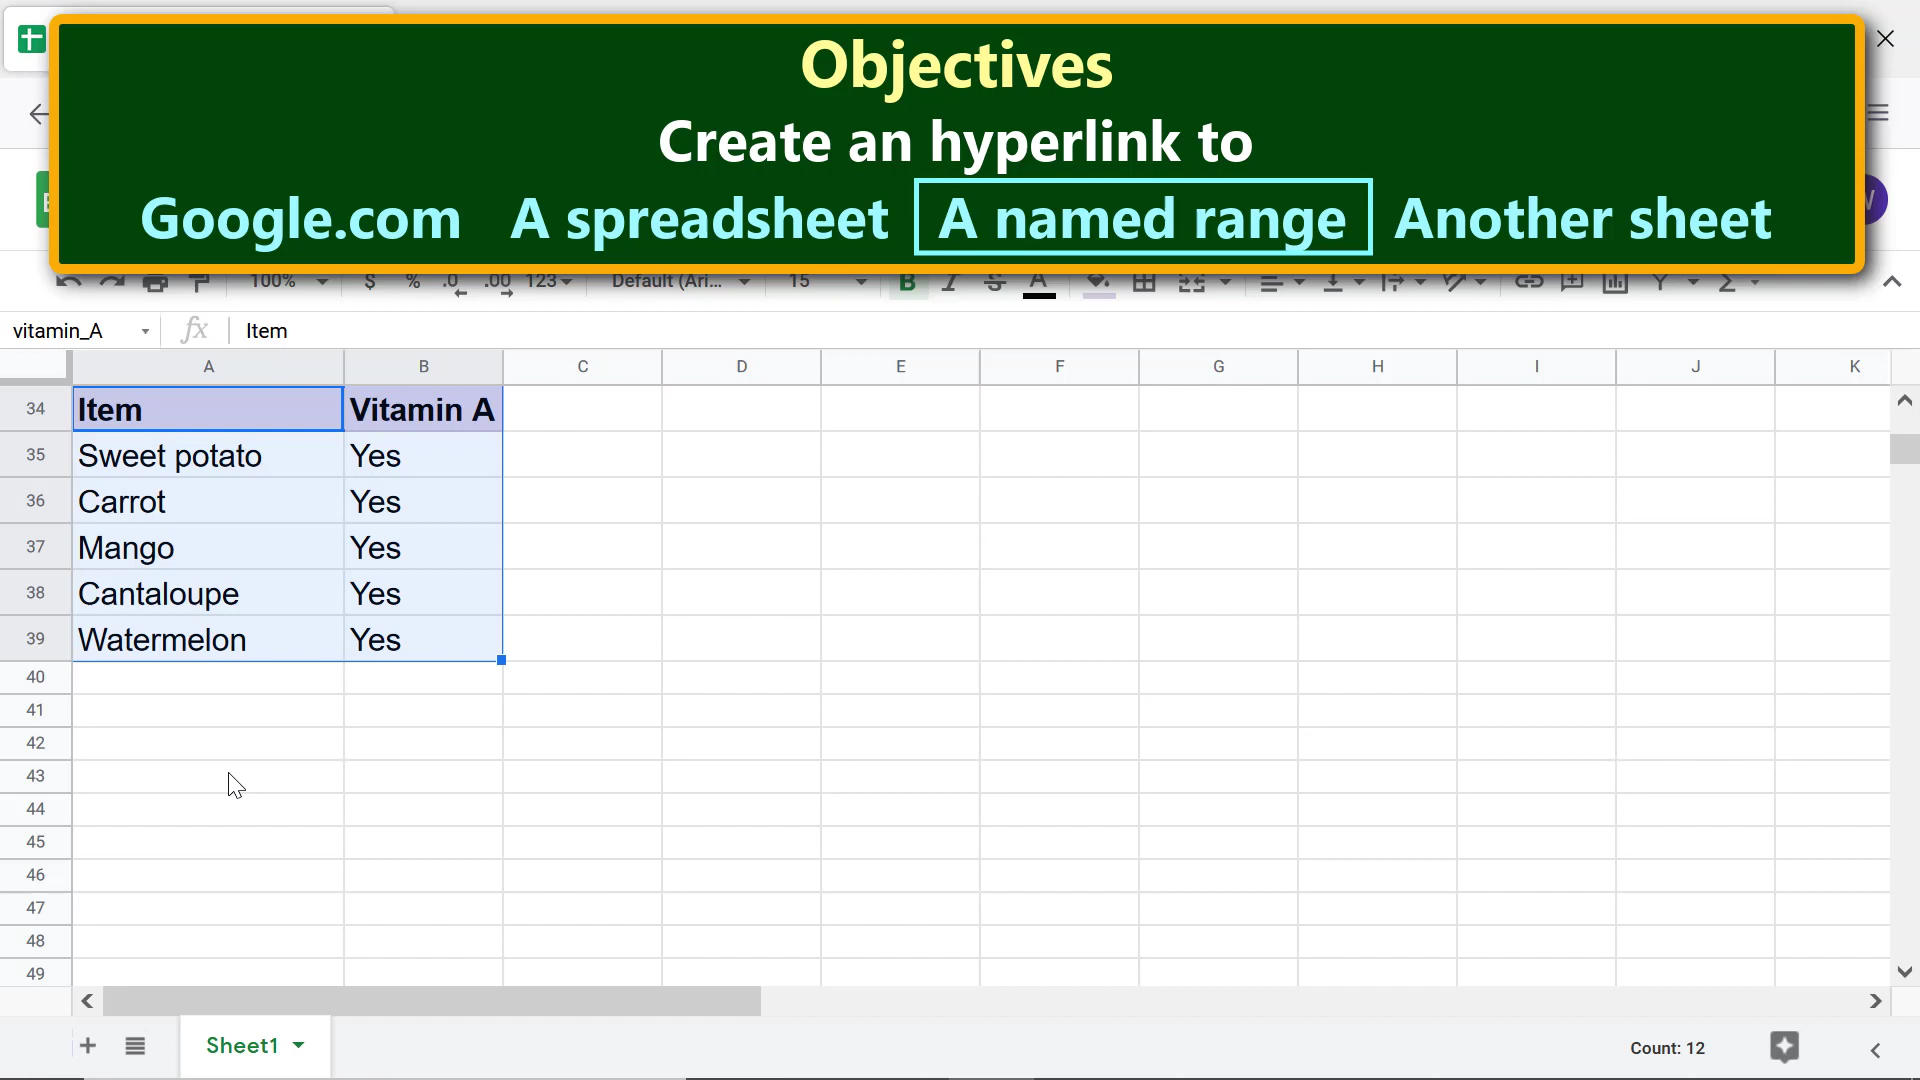 Objectives
Create an hyperlink to
Google.com A spreadsheet A named range Another sheet
100% $ % .0 .00 123 Default (Ari... 15 B I S A
vitamin_A fx Item
A B C D E F G H I J K
34 Item Vitamin A
35 Sweet potato Yes
36 Carrot Yes
37 Mango Yes
38 Cantaloupe Yes
39 Watermelon Yes
40
41
42
43
44
45
46
47
48
49
Sheet1 Count: 12